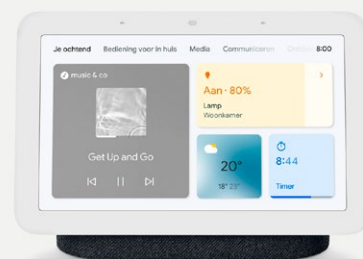 Je ochtend Bediening voor in huis Media Communiceren 8:00
music & co
Get Up and Go
Aan · 80%
Lamp
Woonkamer
20°
18° 23°
8:44
Timer